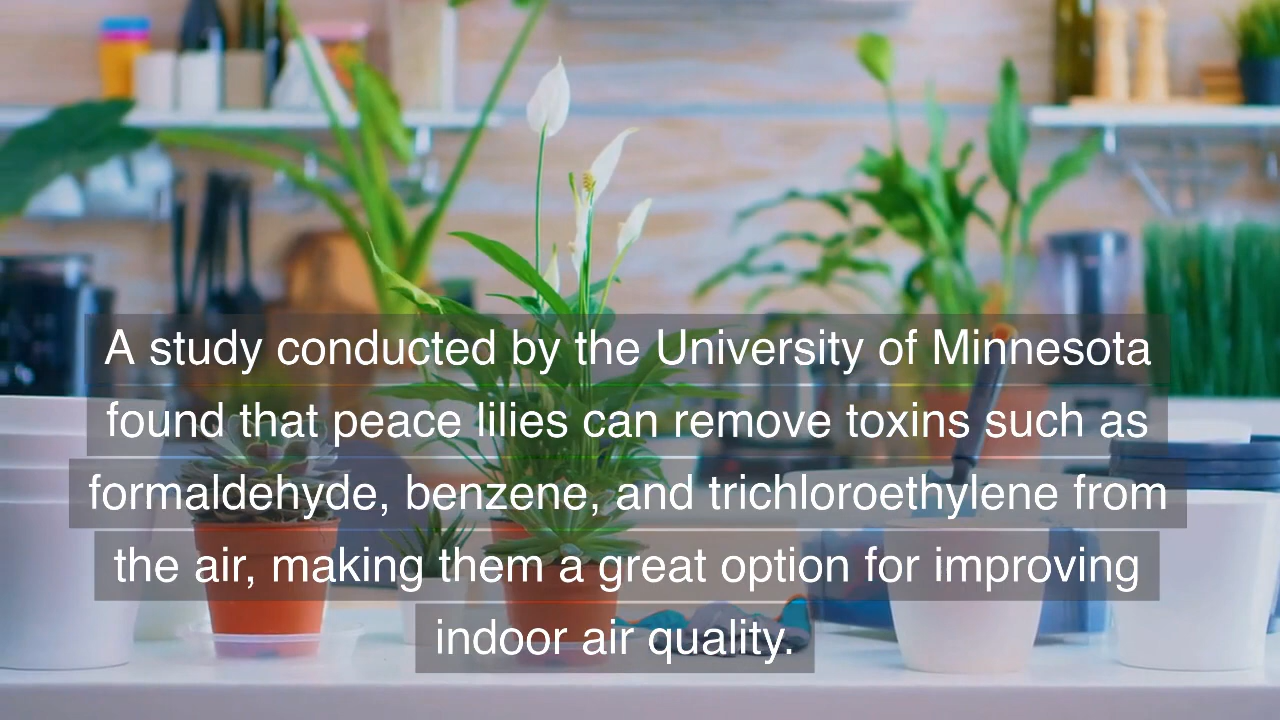 A study conducted by the University of Minnesota
found that peace lilies can remove toxins such as
formaldehyde, benzene, and trichloroethylene from
the air, making them a great option for improving
indoor air quality.